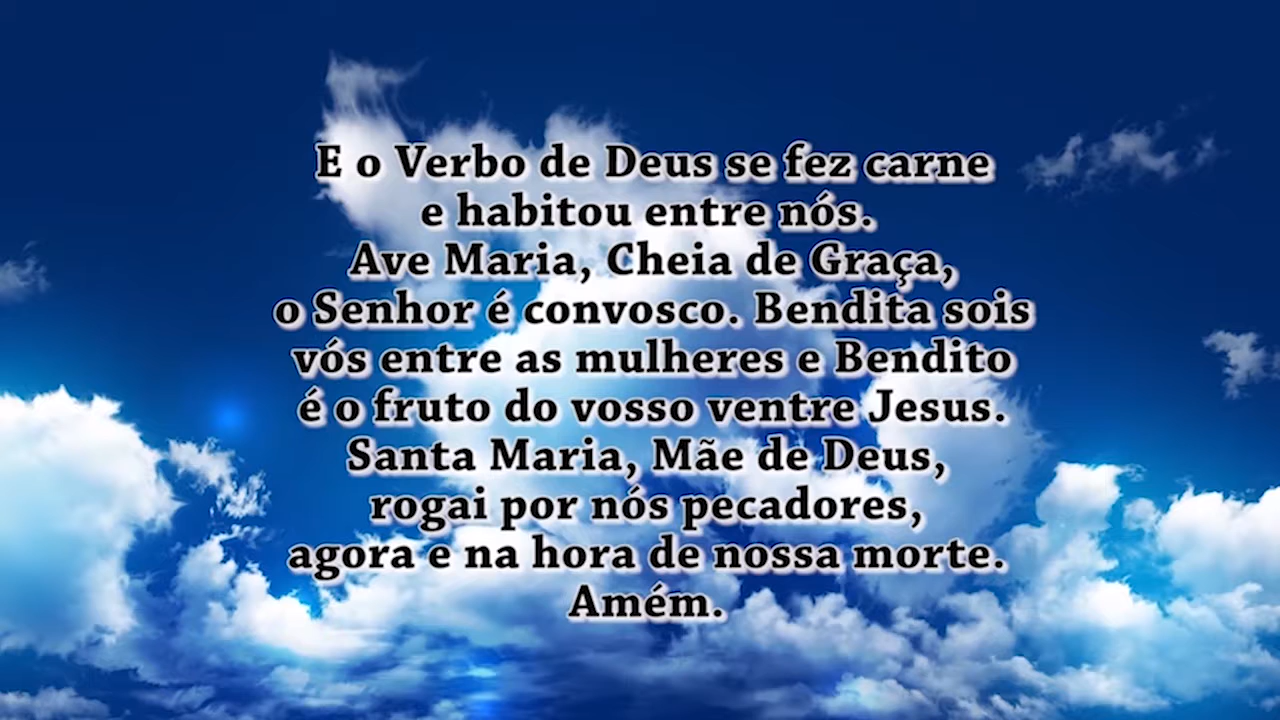 E o Verbo de Deus se fez carne
e habitou entre nós.
Ave Maria, Cheia de Graça,
o Senhor é convosco. Bendita sois
vós entre as mulheres e Bendito
é o fruto do vosso ventre Jesus.
Santa Maria, Mãe de Deus,
rogai por nós pecadores,
agora e na hora de nossa morte.
Amém.